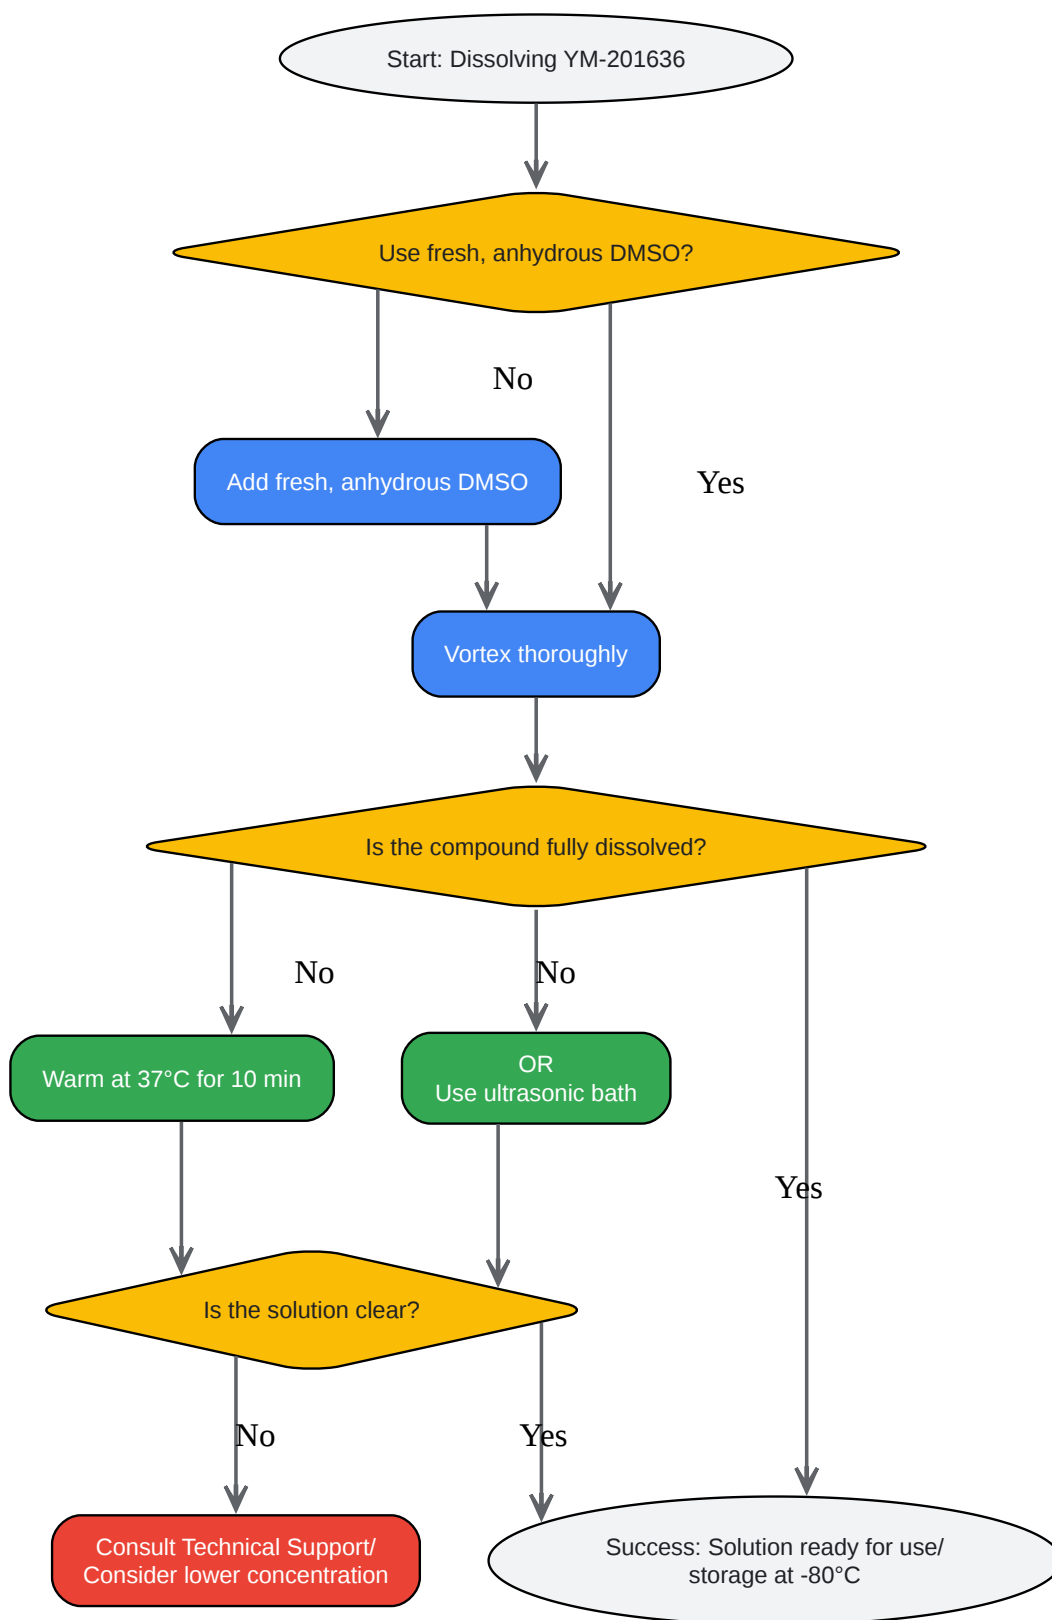 Start: Dissolving YM-201636
Use fresh, anhydrous DMSO?
No
Add fresh, anhydrous DMSO
Yes
Vortex thoroughly
Is the compound fully dissolved?
No
No
Warm at 37°C for 10 min
OR
Use ultrasonic bath
Yes
Is the solution clear?
No
Yes
Consult Technical Support/
Consider lower concentration
Success: Solution ready for use/
storage at -80°C